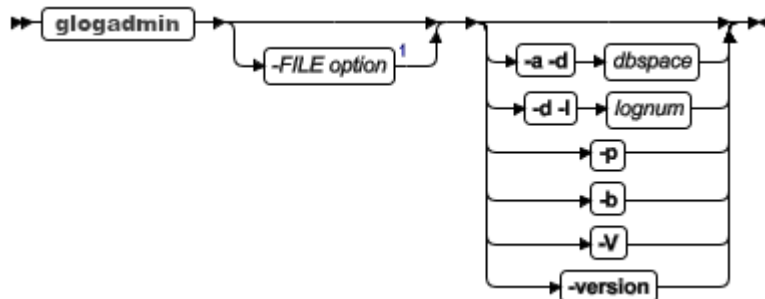 glogadmin
-FILE option 1
-a -d dbspace
-d -l lognum
-p
-b
-V
-version